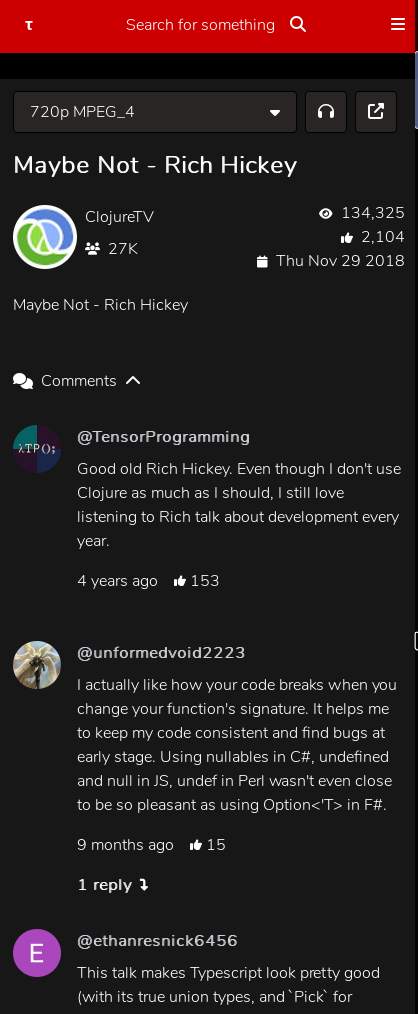 τ Search for something
720p MPEG_4
Maybe Not - Rich Hickey
ClojureTV
27K
134,325
2,104
Thu Nov 29 2018
Maybe Not - Rich Hickey
Comments
λTP();
@TensorProgramming
Good old Rich Hickey. Even though I don't use
Clojure as much as I should, I still love
listening to Rich talk about development every
year.
4 years ago 153
@unformedvoid2223
I actually like how your code breaks when you
change your function's signature. It helps me
to keep my code consistent and find bugs at
early stage. Using nullables in C#, undefined
and null in JS, undef in Perl wasn't even close
to be so pleasant as using Option<'T> in F#.
9 months ago 15
1 reply
E
@ethanresnick6456
This talk makes Typescript look pretty good
(with its true union types, and `Pick` for